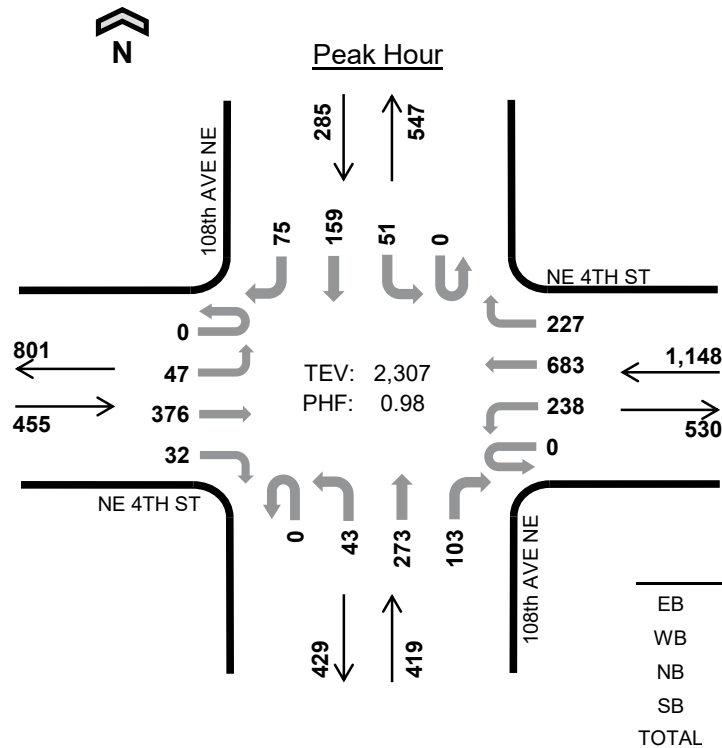 N
Peak Hour
285
547
108th AVE NE
75
159
51
0
NE 4TH ST
0
227
801
47
TEV: 2,307
683
1,148
455
376
PHF: 0.98
238
530
32
0
NE 4TH ST
0
43
273
103
108th AVE NE
429
419
EB
WB
NB
SB
TOTAL